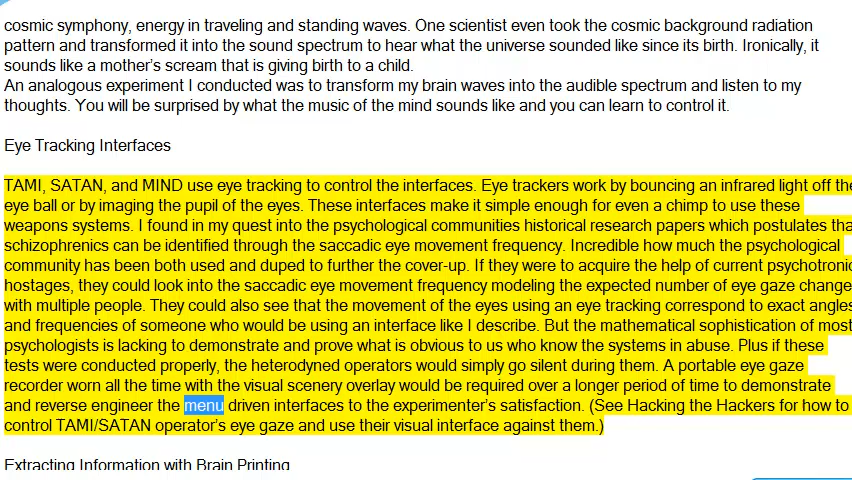 cosmic symphony, energy in traveling and standing waves. One scientist even took the cosmic background radiation
pattern and transformed it into the sound spectrum to hear what the universe sounded like since its birth. Ironically, it
sounds like a mother's scream that is giving birth to a child.
An analogous experiment I conducted was to transform my brain waves into the audible spectrum and listen to my
thoughts. You will be surprised by what the music of the mind sounds like and you can learn to control it.
Eye Tracking Interfaces
TAMI, SATAN, and MIND use eye tracking to control the interfaces. Eye trackers work by bouncing an infrared light off the
eye ball or by imaging the pupil of the eyes. These interfaces make it simple enough for even a chimp to use these
weapons systems. I found in my quest into the psychological communities historical research papers which postulates tha
schizophrenics can be identified through the saccadic eye movement frequency. Incredible how much the psychological
community has been both used and duped to further the cover-up. If they were to acquire the help of current psychotronic
hostages, they could look into the saccadic eye movement frequency modeling the expected number of eye gaze change
with multiple people. They could also see that the movement of the eyes using an eye tracking correspond to exact angles
and frequencies of someone who would be using an interface like I describe. But the mathematical sophistication of most
psychologists is lacking to demonstrate and prove what is obvious to us who know the systems in abuse. Plus if these
tests were conducted properly, the heterodyned operators would simply go silent during them. A portable eye gaze
recorder worn all the time with the visual scenery overlay would be required over a longer period of time to demonstrate
and reverse engineer the menu driven interfaces to the experimenter's satisfaction. (See Hacking the Hackers for how to
control TAMI/SATAN operator's eye gaze and use their visual interface against them.)
Extracting Information with Brain Printing